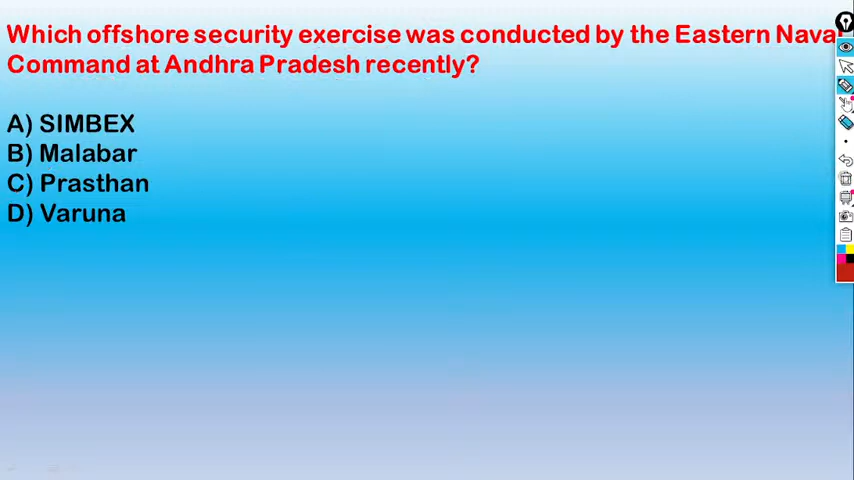 Which offshore security exercise was conducted by the Eastern Naval
Command at Andhra Pradesh recently?
A) SIMBEX
B) Malabar
C) Prasthan
D) Varuna